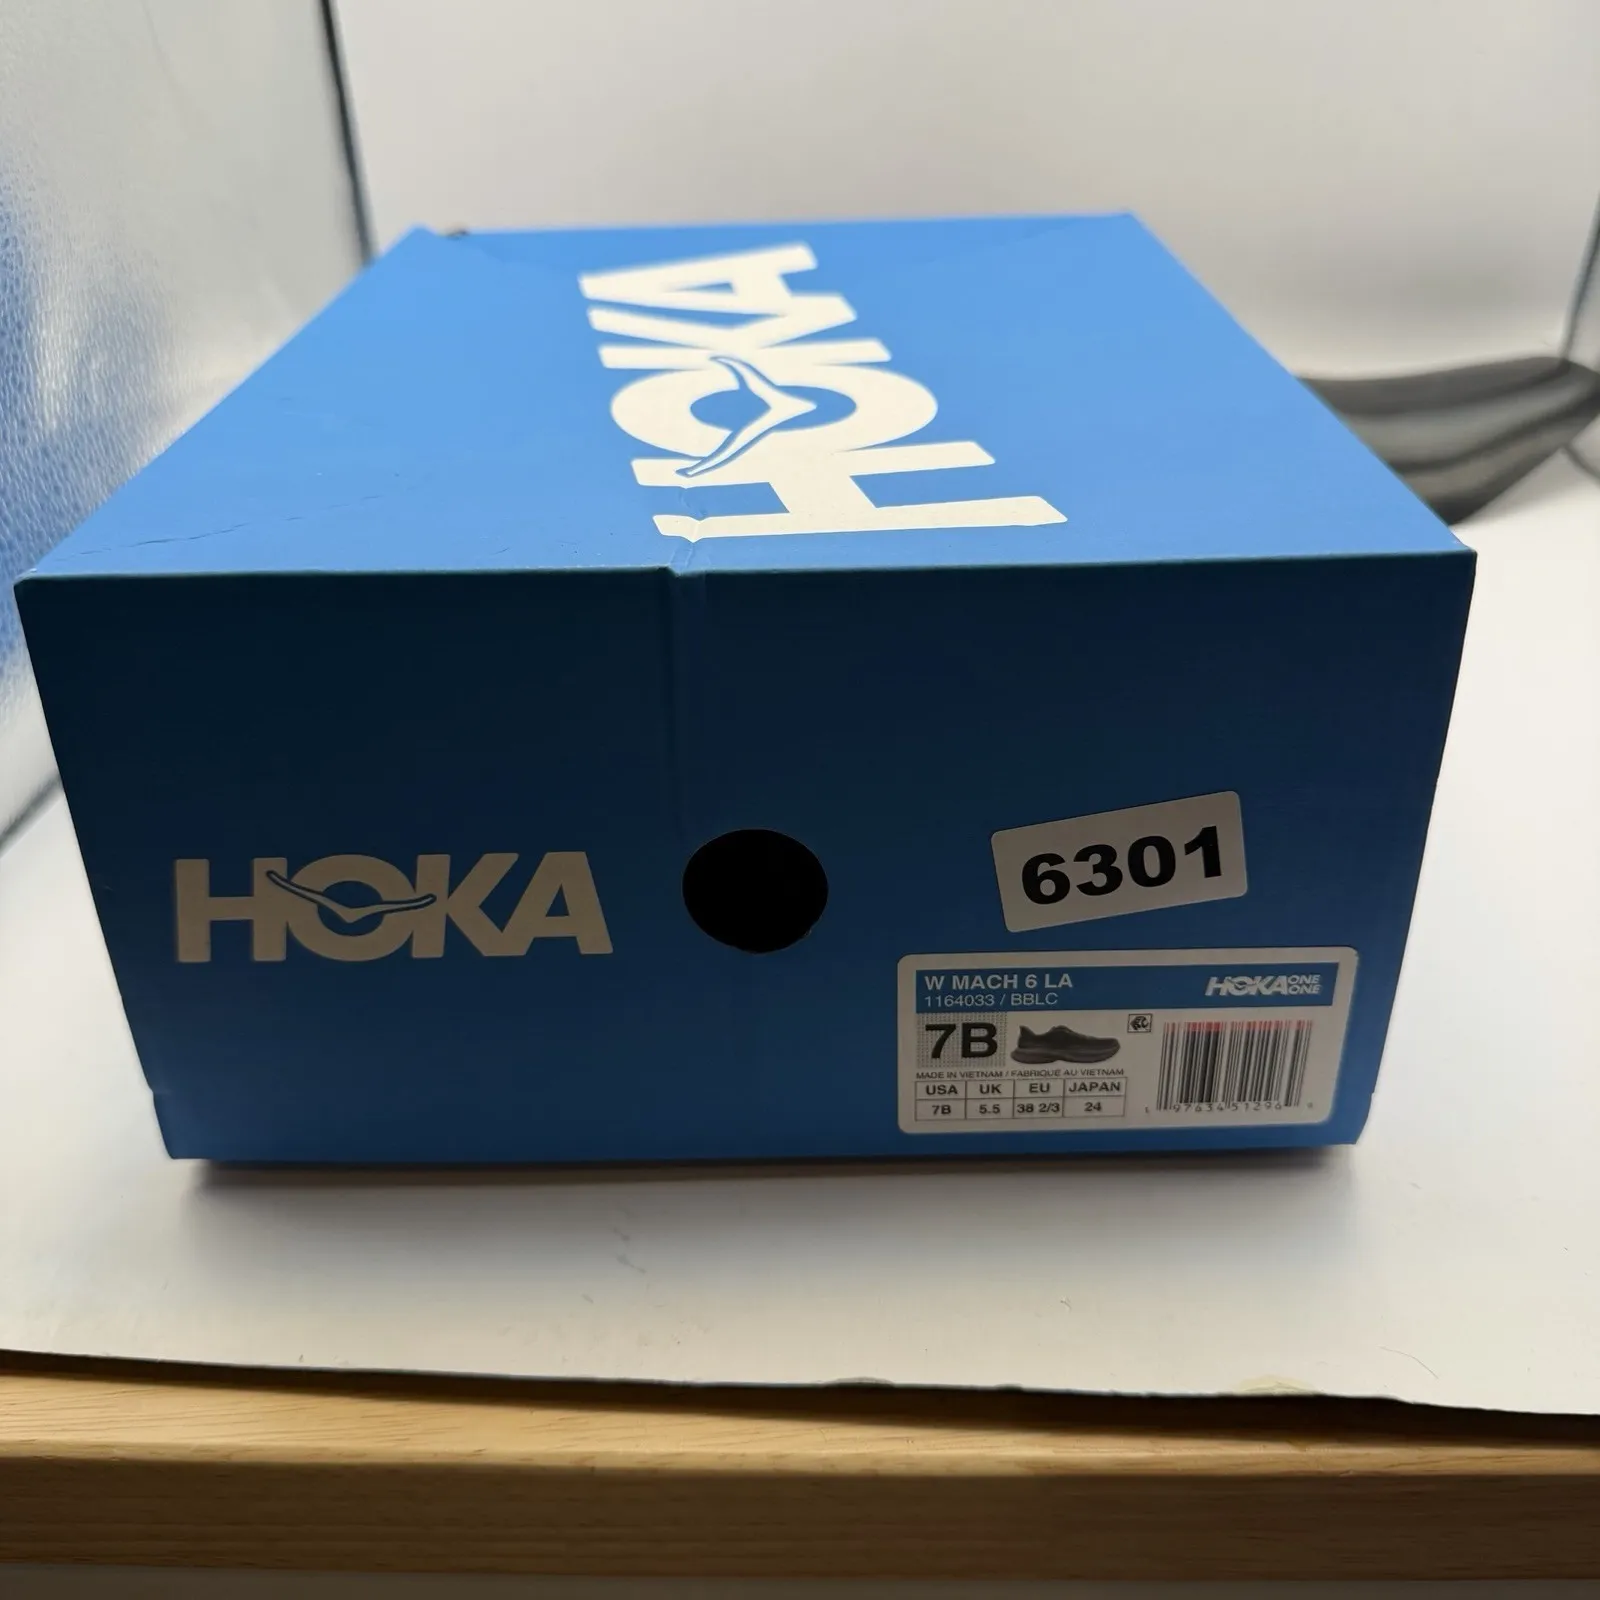 HOKA
HOKA
6301
W MACH 6 LA
1164033 / BBLC
HOKA ONE ONE
7B
MADE IN VIETNAM / FABRIQUE AU VIETNAM
USA UK EU JAPAN
7B 5.5 38 2/3 24